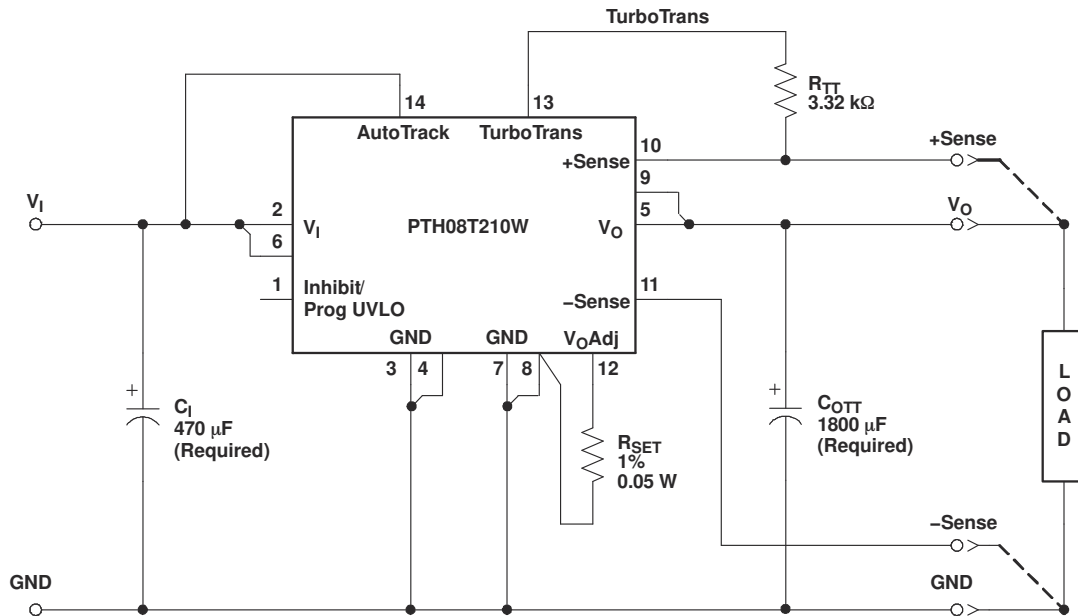 TurboTrans
R_TT
3.32 kΩ
14
13
AutoTrack
TurboTrans
10
+Sense
+Sense
9
V_I
2
V_I
PTH08T210W
5
V_O
V_O
6
1
Inhibit/
Prog UVLO
11
−Sense
GND
GND
V_OAdj
3
4
7
8
12
+
C_I
470 μF
(Required)
R_SET
1%
0.05 W
+
C_OTT
1800 μF
(Required)
L
O
A
D
−Sense
GND
GND